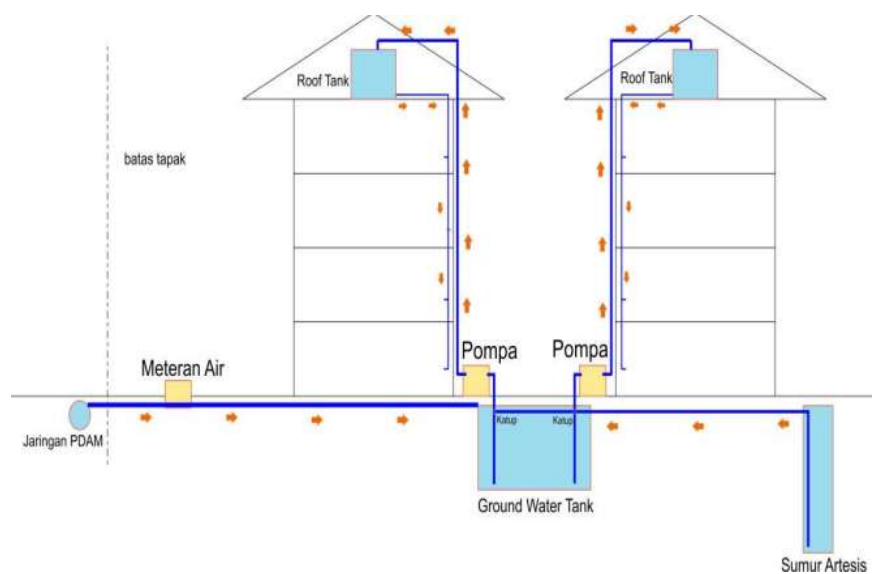 Roof Tank
Roof Tank
batas tapak
Pompa
Pompa
Meteran Air
Katup
Katup
Jaringan PDAM
Ground Water Tank
Sumur Artesis